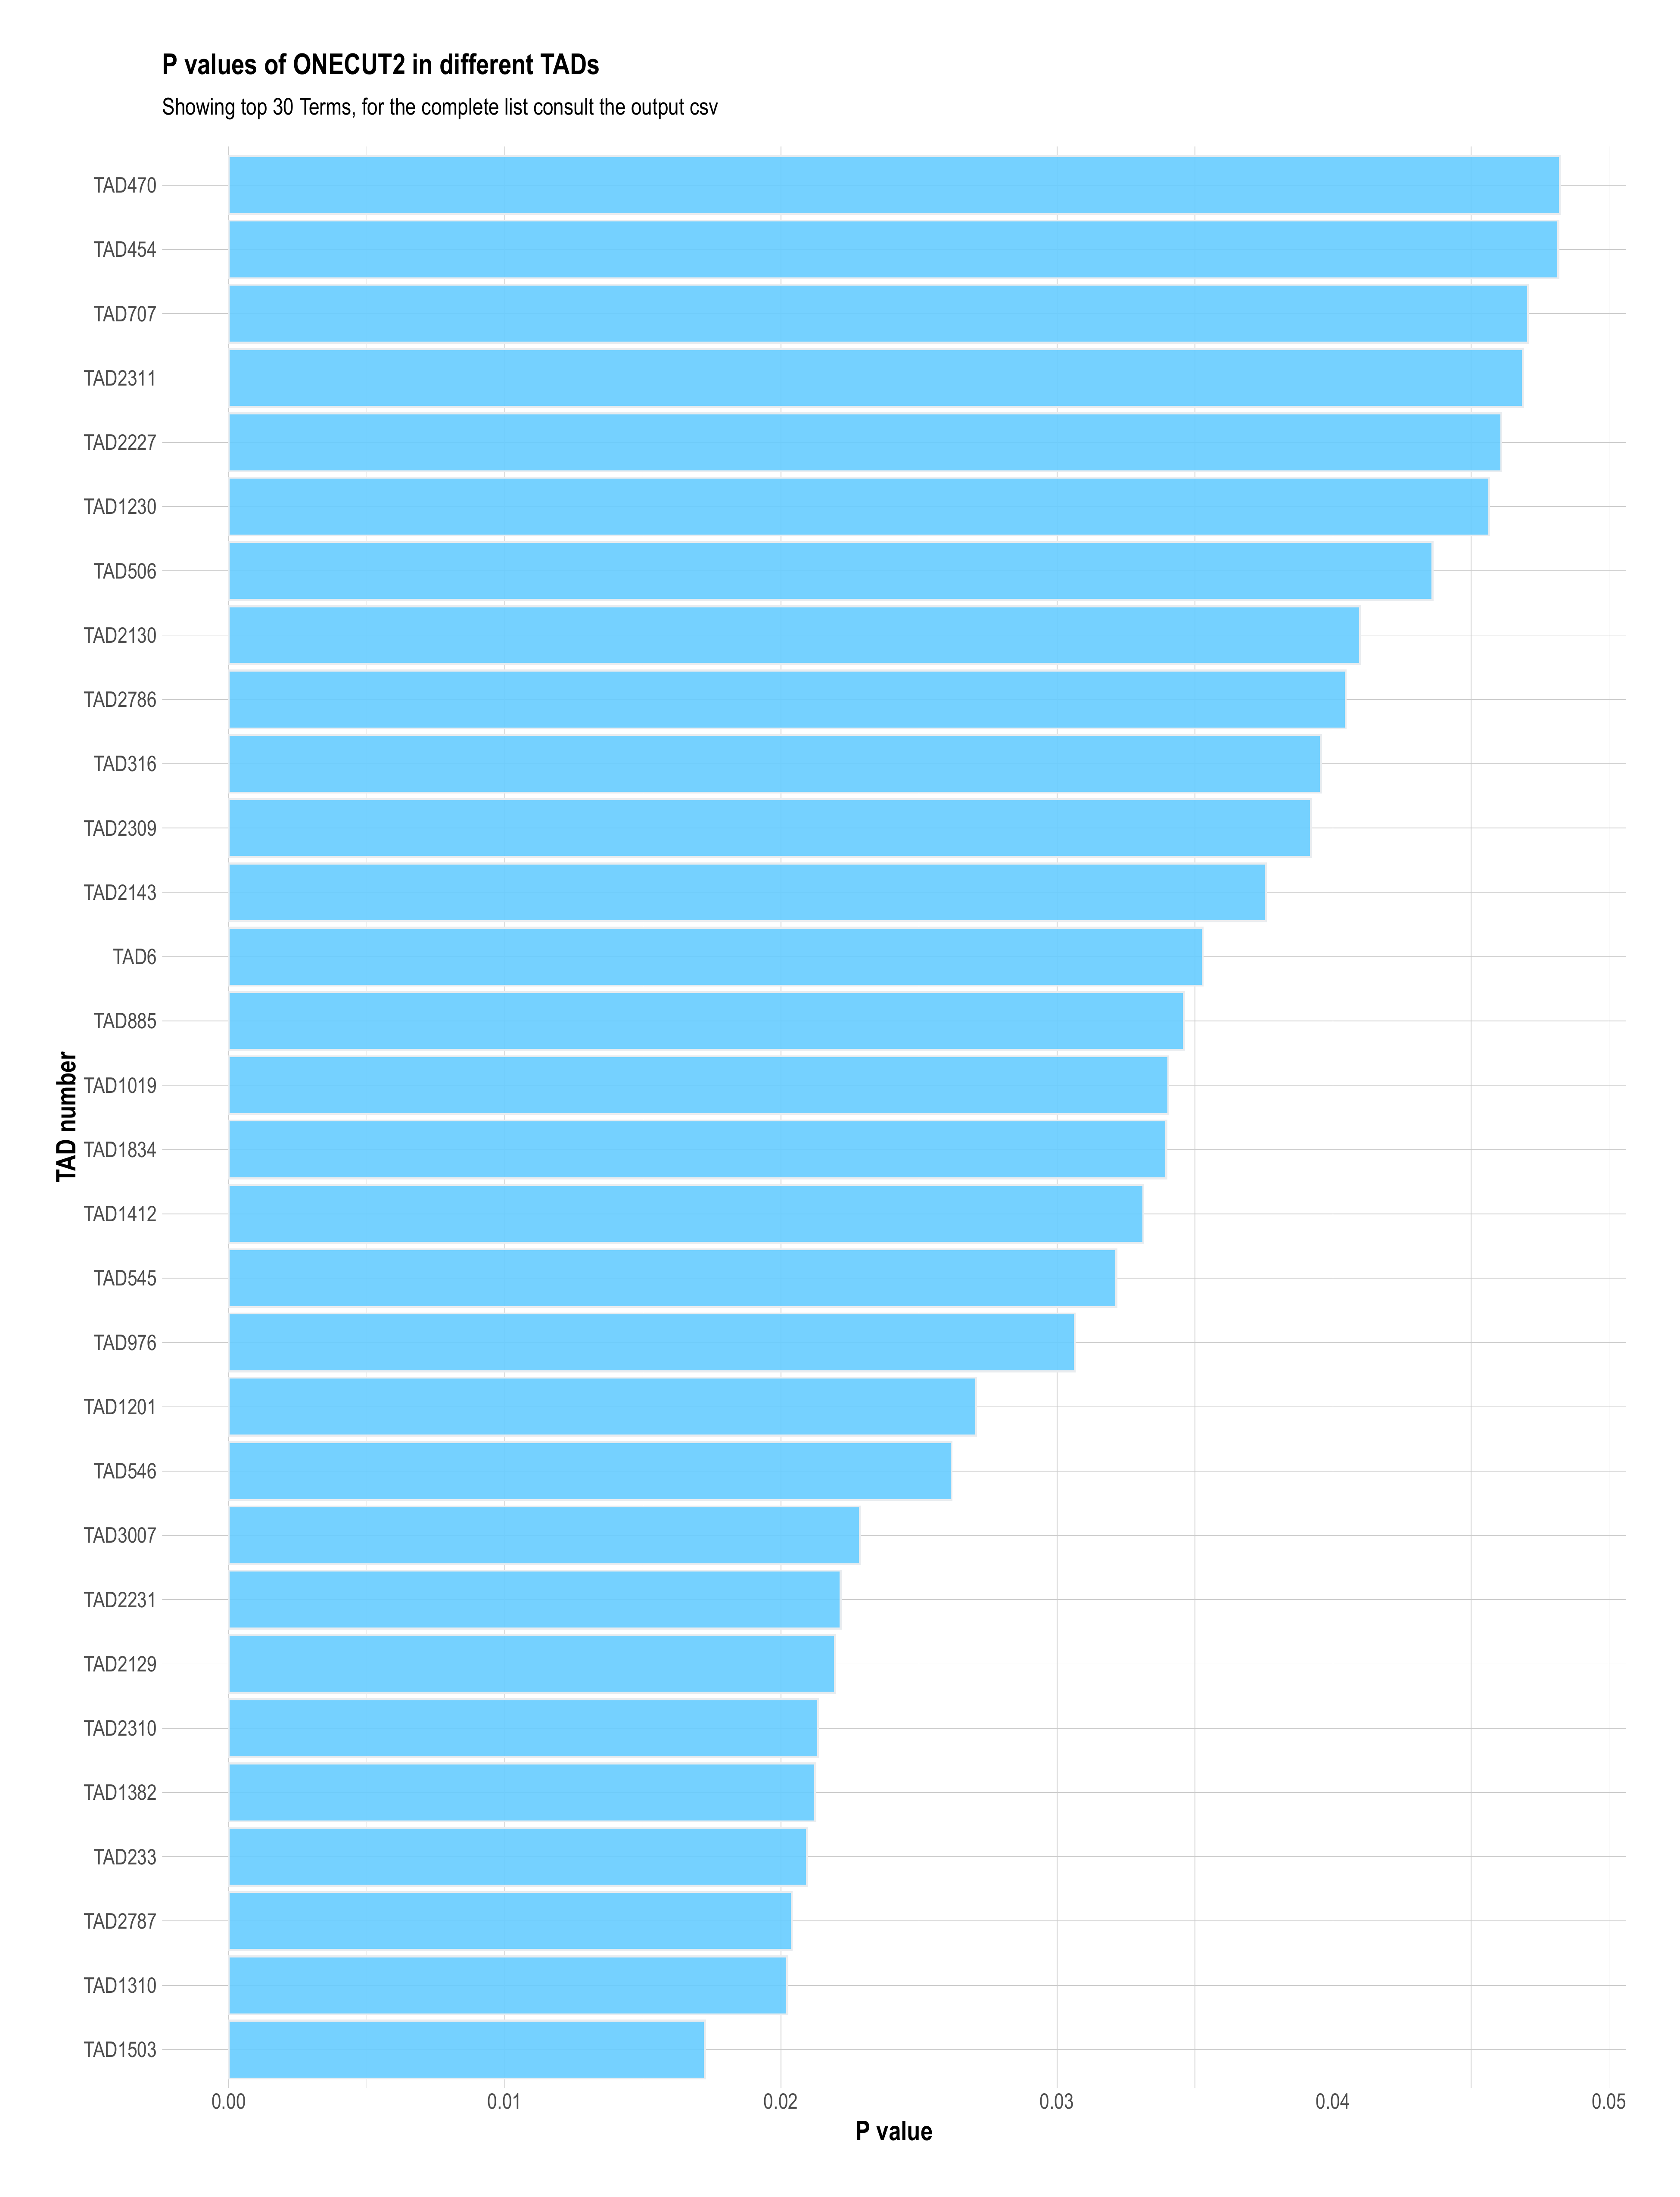 P values of ONECUT2 in different TADs
Showing top 30 Terms, for the complete list consult the output csv
TAD470
TAD454
TAD707
TAD2311
TAD2227
TAD1230
TAD506
TAD2130
TAD2786
TAD316
TAD2309
TAD2143
TAD6
TAD885
TAD1019
TAD1834
TAD1412
TAD545
TAD976
TAD1201
TAD546
TAD3007
TAD2231
TAD2129
TAD2310
TAD1382
TAD233
TAD2787
TAD1310
TAD1503
TAD number
0.00 0.01 0.02 0.03 0.04 0.05
P value